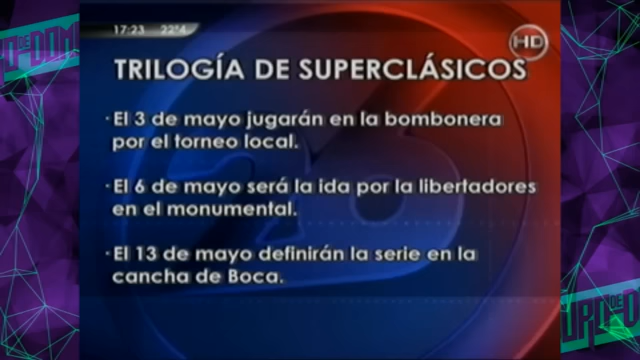 17:23 22°4
HD
TRILOGÍA DE SUPERCLÁSICOS
· El 3 de mayo jugarán en la bombonera
por el torneo local.
· El 6 de mayo será la ida por la libertadores
en el monumental.
· El 13 de mayo definirán la serie en la
cancha de Boca.
26